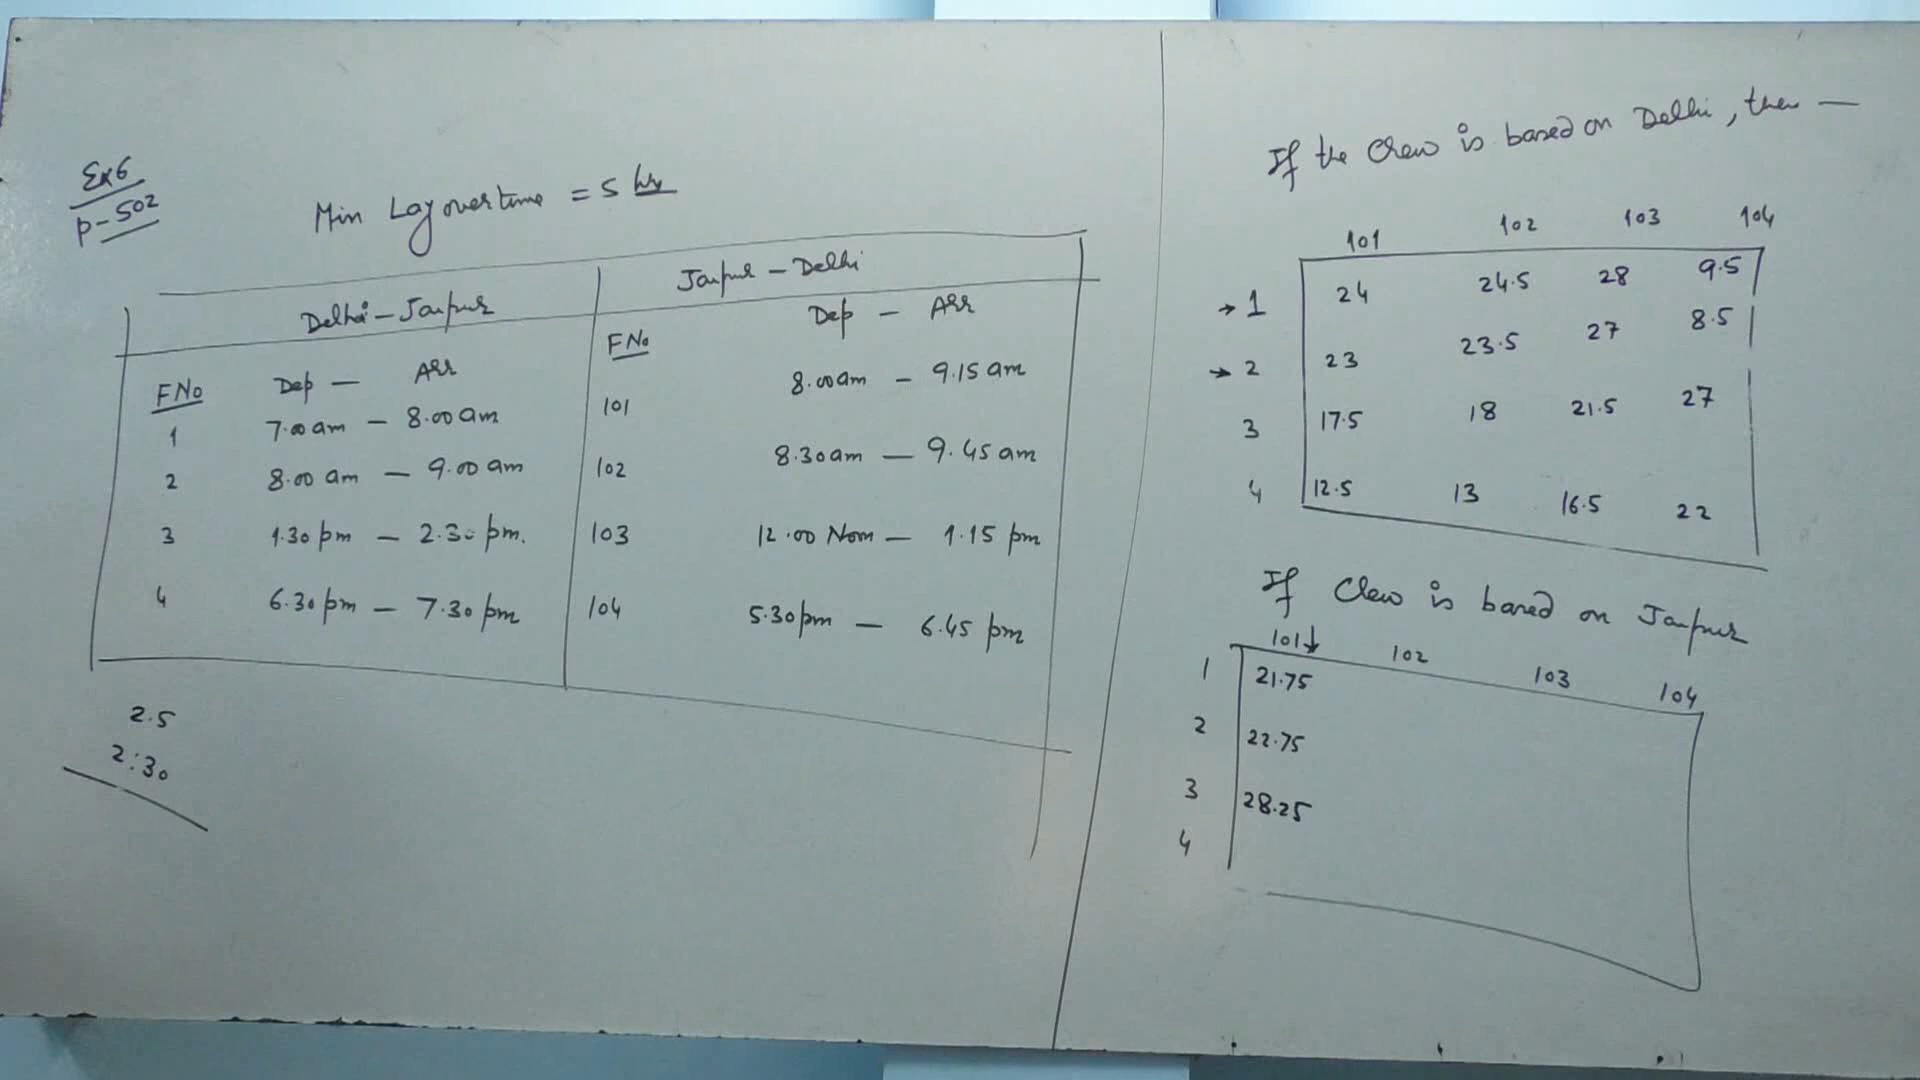 Ex6
P-502
Min Layovertime = 5 hr
Delhi - Jaipur
Jaipur - Delhi
F No Dep - Arr
F No Dep - Arr
1 7.00 am - 8.00 am
101 8.00 am - 9.15 am
2 8.00 am - 9.00 am
102 8.30 am - 9.45 am
3 1.30 pm - 2.30 pm.
103 12.00 Noon - 1.15 pm
4 6.30 pm - 7.30 pm
104 5.30 pm - 6.45 pm
2.5
2:30
If the Crew is based on Delhi, then -
101 102 103 104
→ 1 24 24.5 28 9.5
→ 2 23 23.5 27 8.5
3 17.5 18 21.5 27
4 12.5 13 16.5 22
If Crew is based on Jaipur
101↓ 102 103 104
1 21.75
2 22.75
3 28.25
4